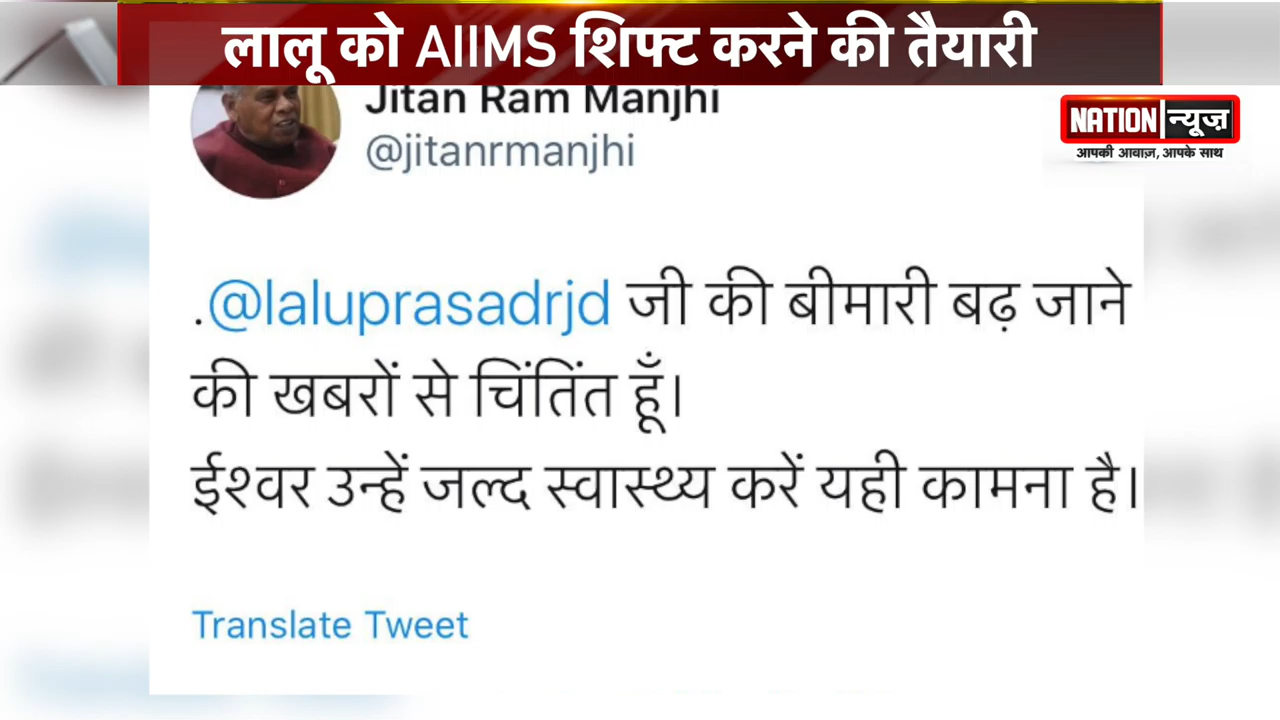 लालू को AIIMS शिफ्ट करने की तैयारी
Jitan Ram Manjhi
@jitanrmanjhi
NATION न्यूज़
आपकी आवाज़, आपके साथ
.@laluprasadrjd जी की बीमारी बढ़ जाने
की खबरों से चिंतिंत हूँ।
ईश्वर उन्हें जल्द स्वास्थ्य करें यही कामना है।
Translate Tweet